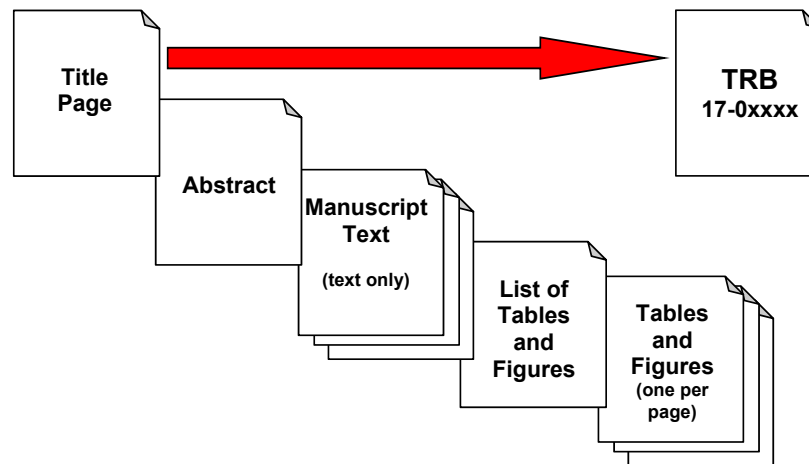 Title
Page
TRB
17-0xxxx
Abstract
Manuscript
Text
(text only)
List of
Tables
and
Figures
Tables
and
Figures
(one per
page)